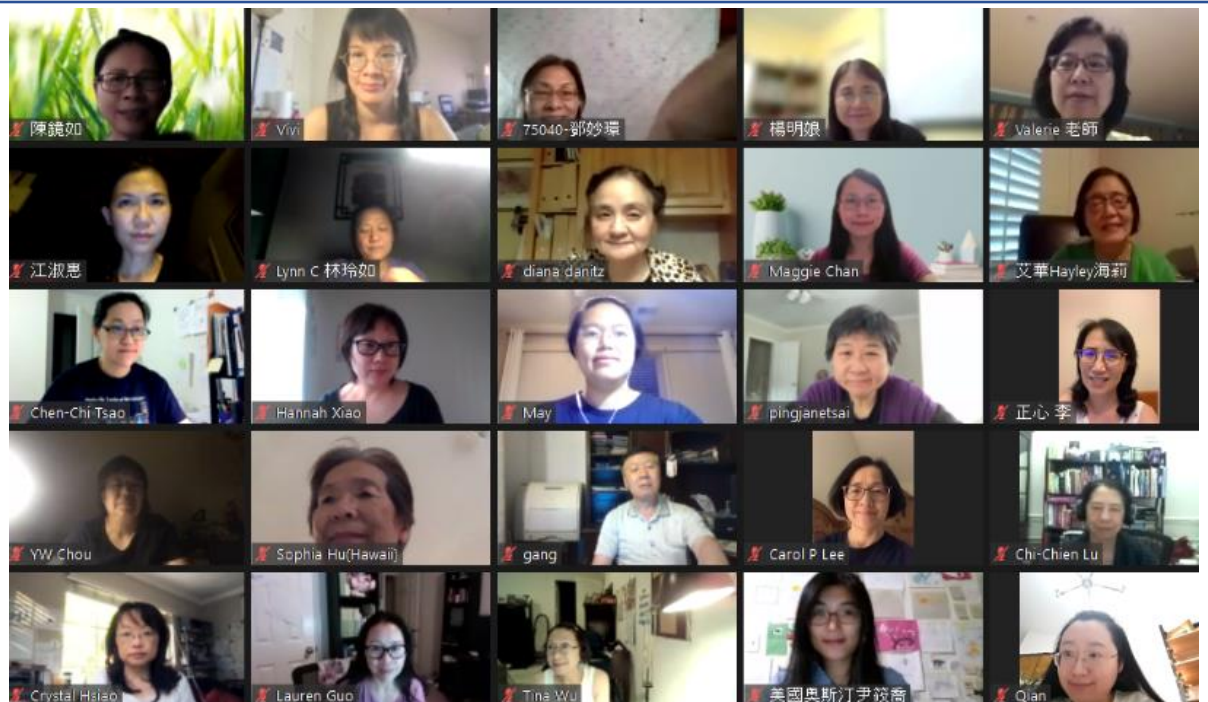 陳鏡如
Vivi
75040-鄧妙環
楊明娘
Valerie 老師
江淑惠
Lynn C 林玲如
diana danitz
Maggie Chan
艾華Hayley海莉
Chen-Chi Tsao
Hannah Xiao
May
pingjanetsai
正心 李
YW Chou
Sophia Hu(Hawaii)
gang
Carol P Lee
Chi-Chien Lu
Crystal Hsiao
Lauren Guo
Tina Wu
美國奧斯汀尹筱喬
Qian